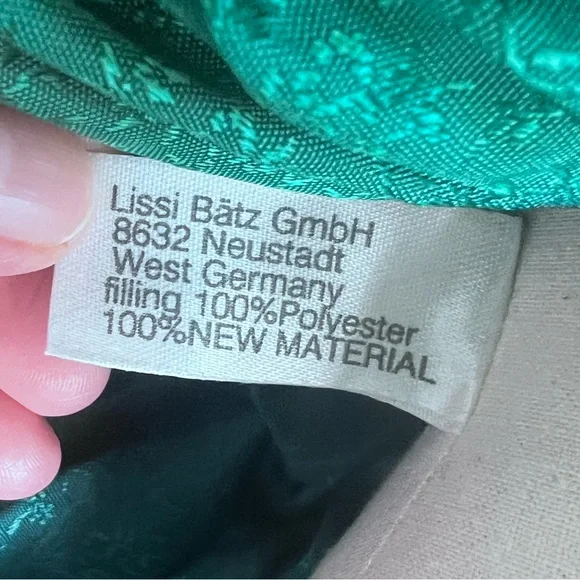 Lissi Bätz GmbH
8632 Neustadt
West Germany
filling 100%Polyester
100%NEW MATERIAL